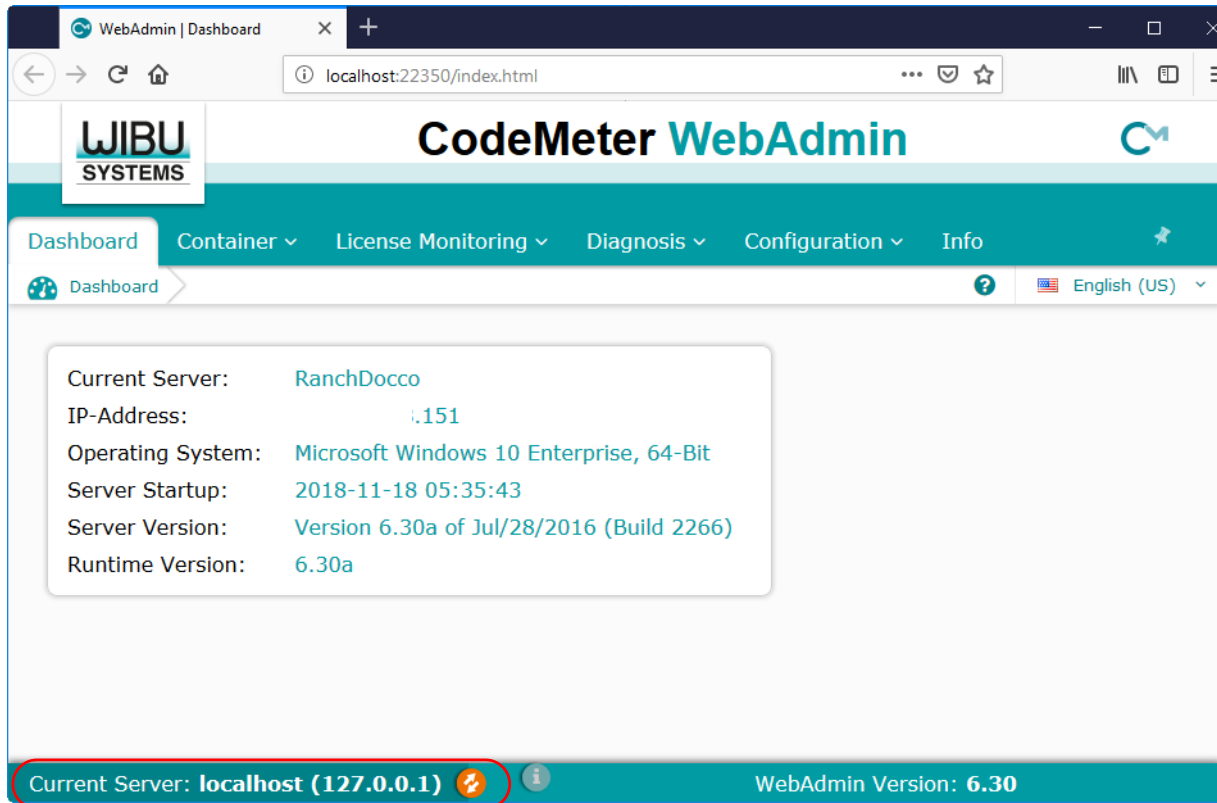 WebAdmin | Dashboard
localhost:22350/index.html
WIBU
SYSTEMS
CodeMeter WebAdmin
Dashboard Container License Monitoring Diagnosis Configuration Info
Dashboard
English (US)
Current Server: RanchDocco
IP-Address: .151
Operating System: Microsoft Windows 10 Enterprise, 64-Bit
Server Startup: 2018-11-18 05:35:43
Server Version: Version 6.30a of Jul/28/2016 (Build 2266)
Runtime Version: 6.30a
Current Server: localhost (127.0.0.1)
WebAdmin Version: 6.30